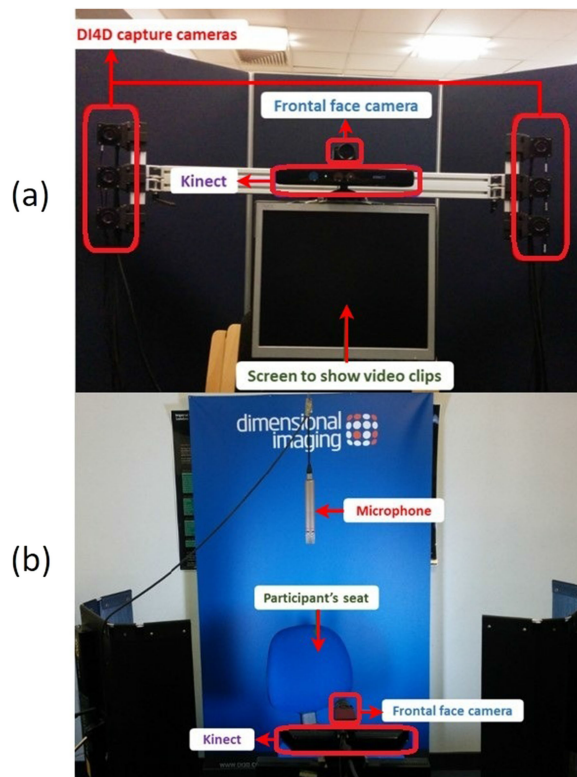 DI4D capture cameras
Frontal face camera
Kinect
(a)
Screen to show video clips
dimensional
imaging
Microphone
(b)
Participant's seat
Frontal face camera
Kinect